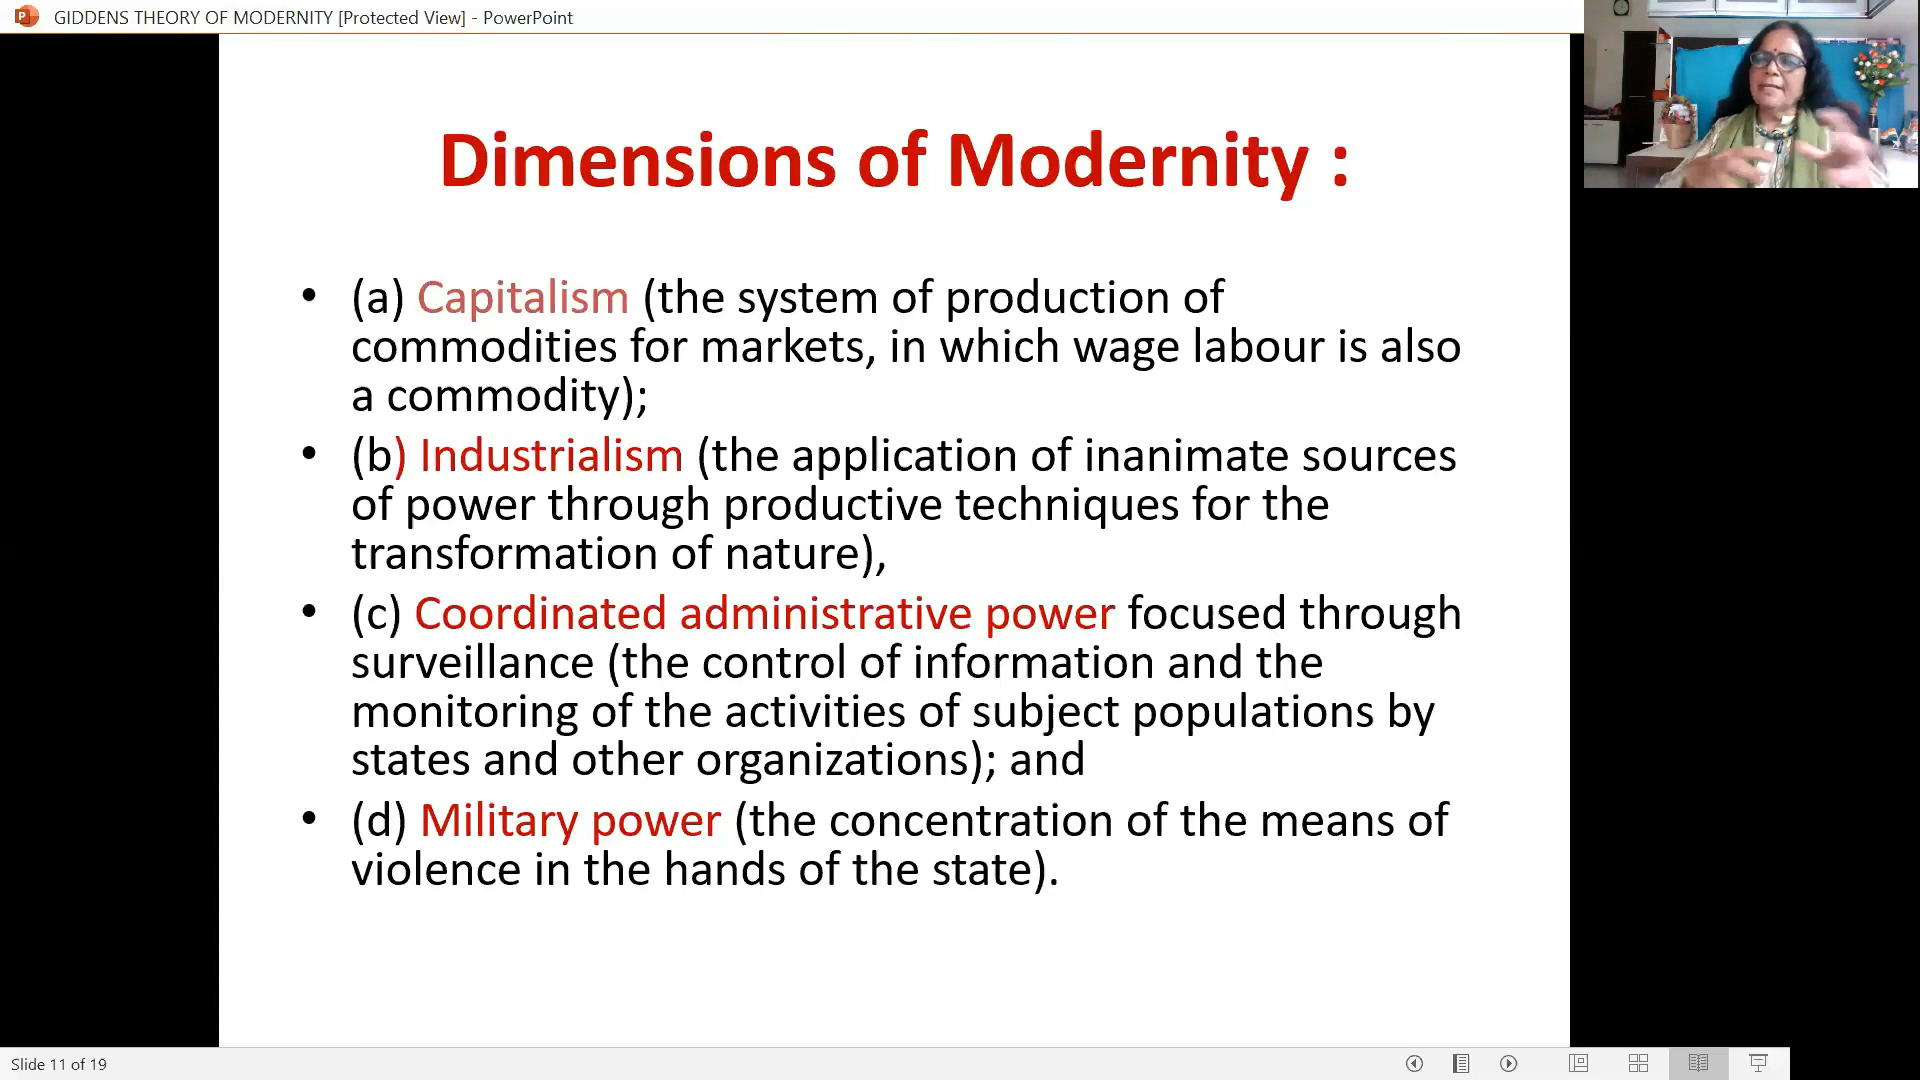 GIDDENS THEORY OF MODERNITY [Protected View] - PowerPoint
Dimensions of Modernity :
• (a) Capitalism (the system of production of
commodities for markets, in which wage labour is also
a commodity);
• (b) Industrialism (the application of inanimate sources
of power through productive techniques for the
transformation of nature),
• (c) Coordinated administrative power focused through
surveillance (the control of information and the
monitoring of the activities of subject populations by
states and other organizations); and
• (d) Military power (the concentration of the means of
violence in the hands of the state).
Slide 11 of 19